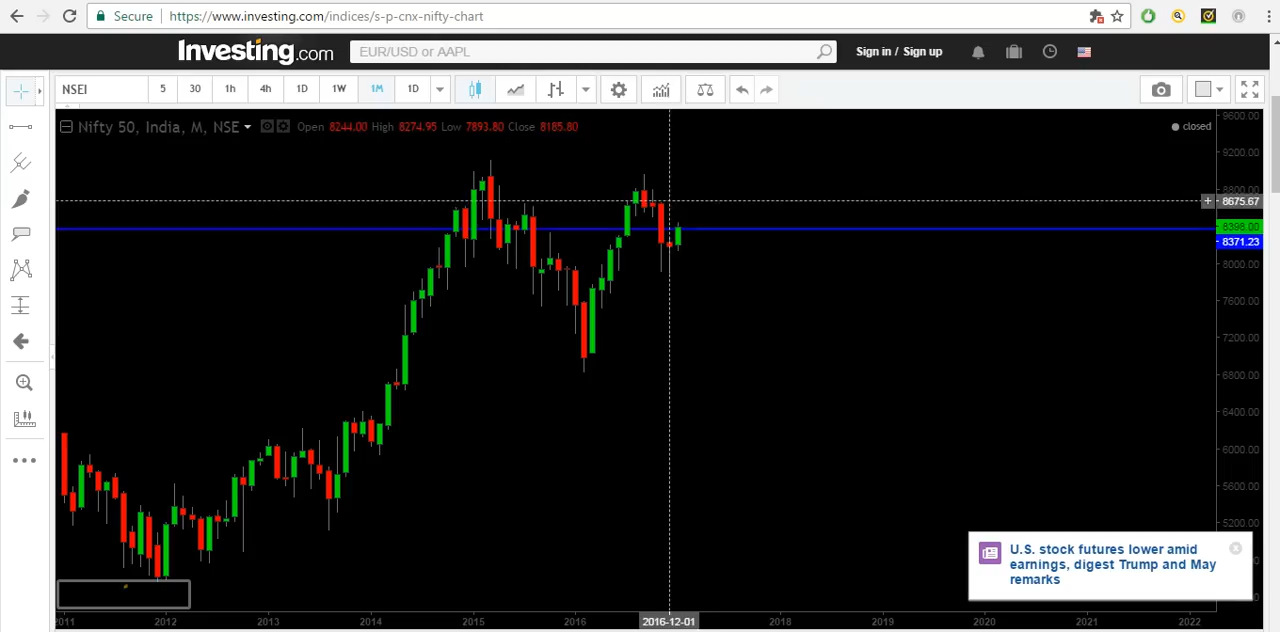 Secure https://www.investing.com/indices/s-p-cnx-nifty-chart
Investing.com EUR/USD or AAPL Sign in / Sign up
NSEI 5 30 1h 4h 1D 1W 1M 1D
Nifty 50, India, M, NSE Open 8244.00 High 8274.95 Low 7893.80 Close 8185.80
closed
9600.00
9200.00
8800.00
8675.67
8398.00
8371.23
8000.00
7600.00
7200.00
6800.00
6400.00
6000.00
5600.00
5200.00
U.S. stock futures lower amid
earnings, digest Trump and May
remarks
2011 2012 2013 2014 2015 2016 2016-12-01 2018 2019 2020 2021 2022